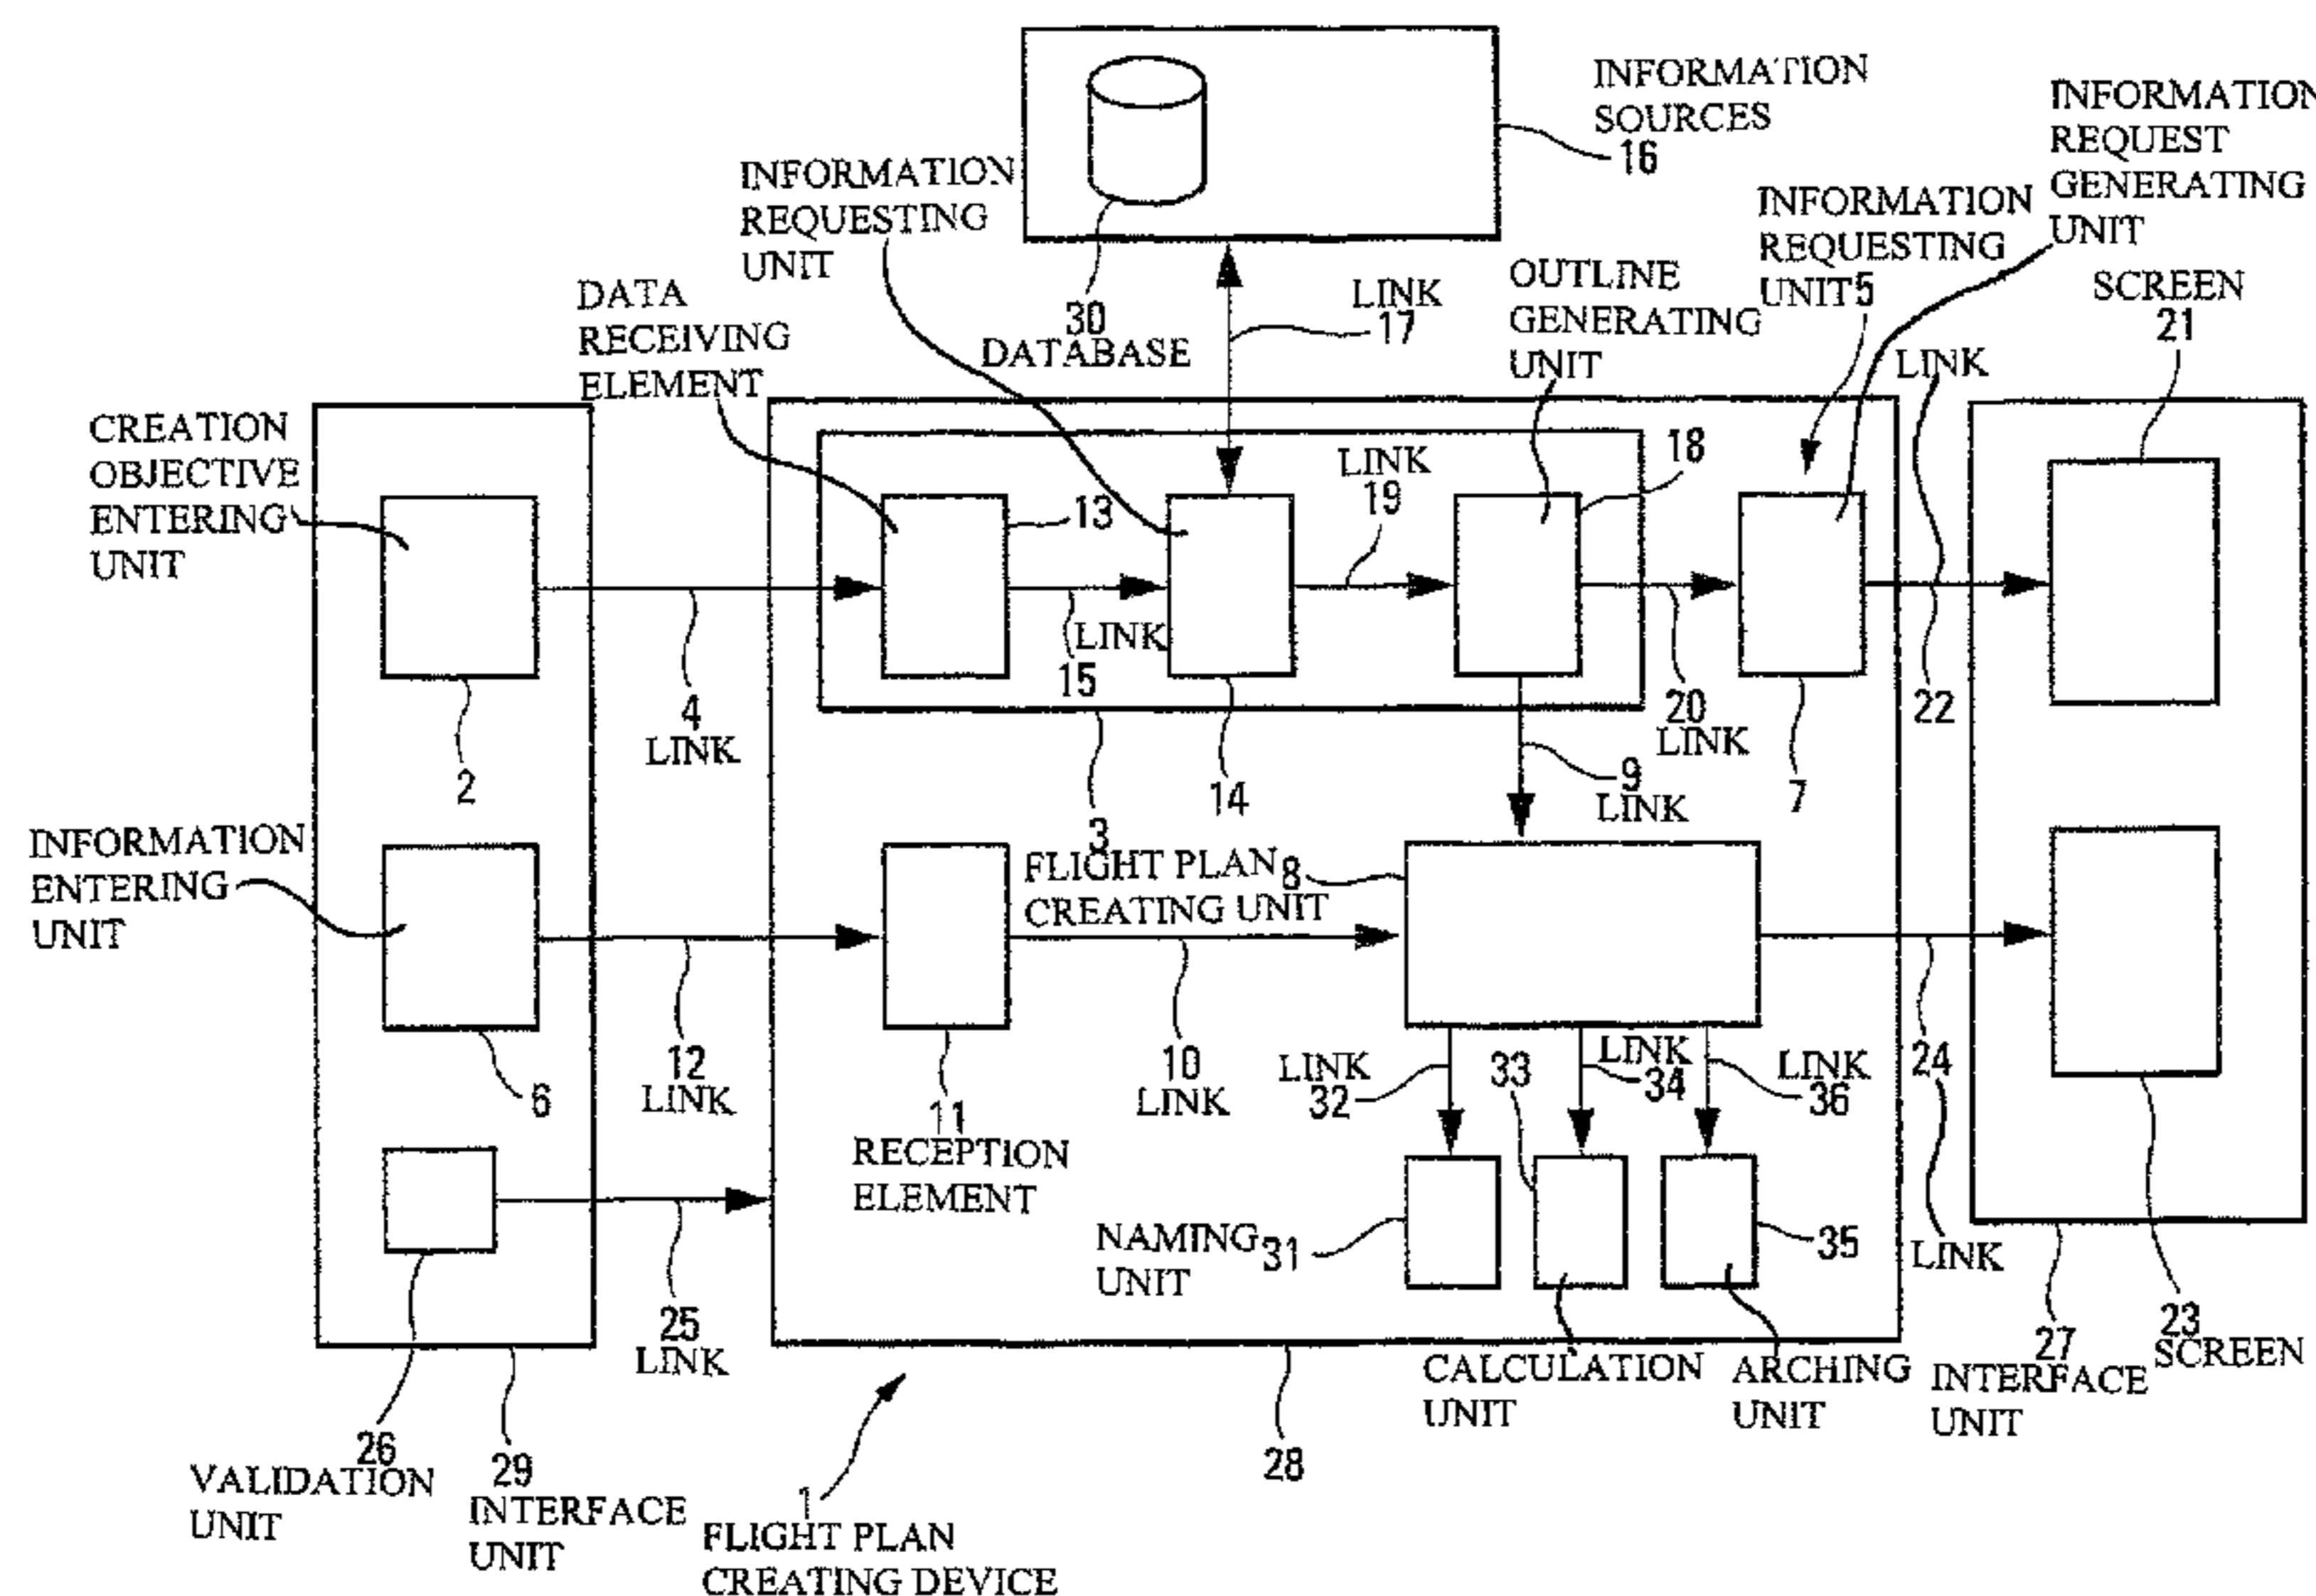 INFORMATION
SOURCES
16
INFORMATION
REQUEST
GENERATING
UNIT
INFORMATION
REQUESTING
UNIT
INFORMATION
REQUESTING
UNIT5
SCREEN
21
DATA
RECEIVING
ELEMENT
30
DATABASE
LINK
17
OUTLINE
GENERATING
UNIT
LINK
CREATION
OBJECTIVE
ENTERING
UNIT
13
LINK
19
18
LINK
15
4
LINK
2
3
14
20
LINK
9
LINK
7
22
INFORMATION
ENTERING
UNIT
FLIGHT PLAN 8
CREATING UNIT
12
LINK
6
11
RECEPTION
ELEMENT
10
LINK
LINK
32
33
LINK
34
LINK
36
24
LINK
NAMING
UNIT
31
35
25
LINK
26
VALIDATION
UNIT
29
INTERFACE
UNIT
1
FLIGHT PLAN
CREATING DEVICE
28
CALCULATION
UNIT
ARCHING
UNIT
27
INTERFACE
UNIT
23
SCREEN